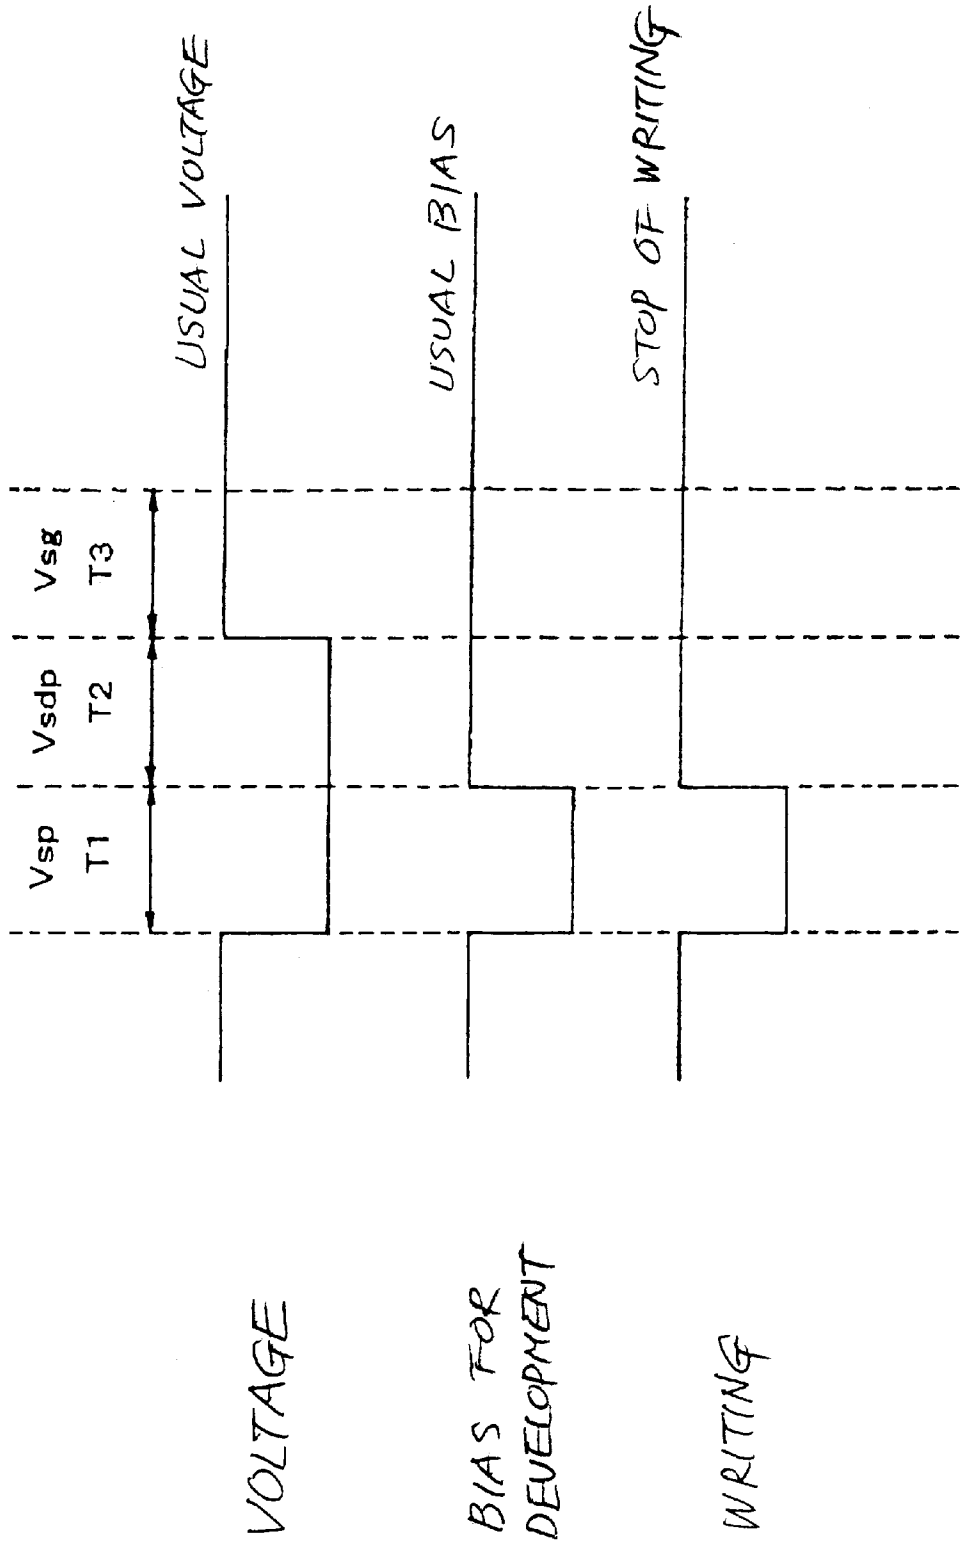 Vsp
Vsdp
Vsg
T1
T2
T3
VOLTAGE
USUAL VOLTAGE
BIAS FOR
DEVELOPMENT
USUAL BIAS
WRITING
STOP OF WRITING